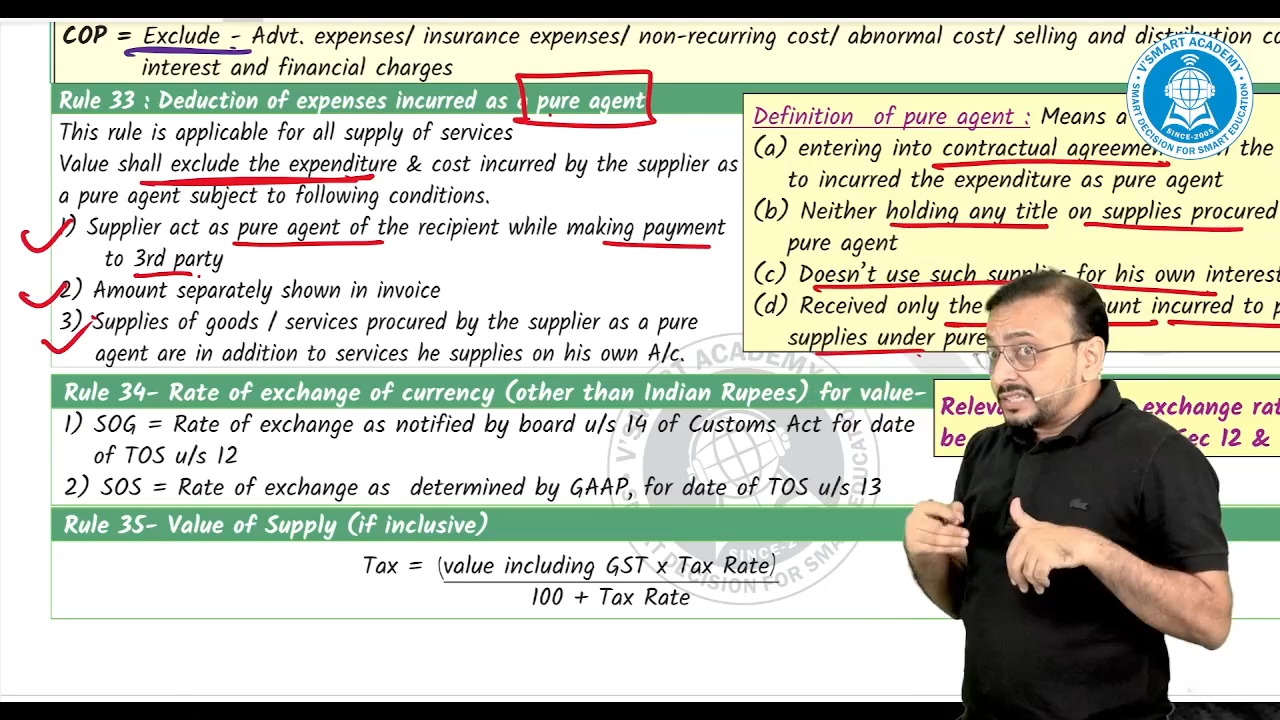 COP = Exclude - Advt. expenses/ insurance expenses/ non-recurring cost/ abnormal cost/ selling and distribution
interest and financial charges
Rule 33 : Deduction of expenses incurred as a pure agent
This rule is applicable for all supply of services
Value shall exclude the expenditure & cost incurred by the supplier as
a pure agent subject to following conditions.
1) Supplier act as pure agent of the recipient while making payment
to 3rd party
2) Amount separately shown in invoice
3) Supplies of goods / services procured by the supplier as a pure
agent are in addition to services he supplies on his own A/c.
Definition of pure agent : Means a
(a) entering into contractual the
to incurred the expenditure as pure agent
(b) Neither holding any title on supplies procured
pure agent
(c) Doesn't use such supplies for his own interest
(d) Received only the incurred to
supplies under pure
Rule 34- Rate of exchange of currency (other than Indian Rupees) for value-
1) SOG = Rate of exchange as notified by board u/s 14 of Customs Act for date
of TOS u/s 12
2) SOS = Rate of exchange as determined by GAAP, for date of TOS u/s 13
exchange
be Sec 12 &
Rule 35- Value of Supply (if inclusive)
Tax = (value including GST x Tax Rate)
100 + Tax Rate
V'SMART ACADEMY
SINCE-2005
SMART DECISION FOR SMART EDUCATION